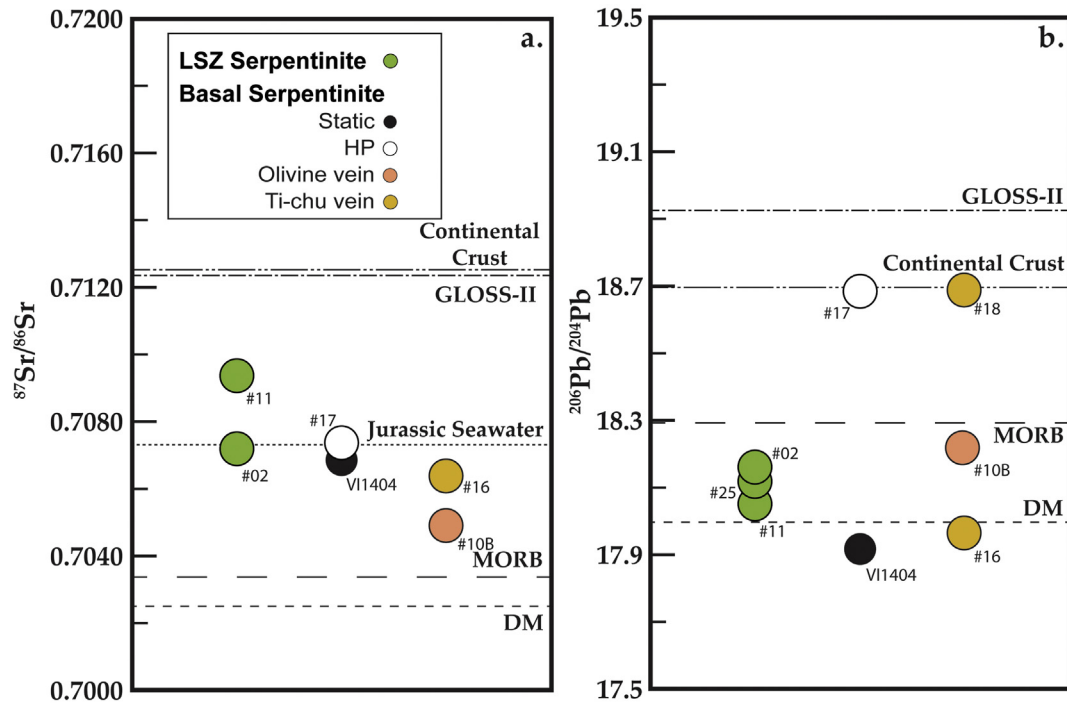 a.
0.7200
0.7160
0.7120
0.7080
0.7040
0.7000
87Sr/86Sr
LSZ Serpentinite
Basal Serpentinite
Static
HP
Olivine vein
Ti-chu vein
Continental
Crust
GLOSS-II
#11
#17
Jurassic Seawater
#02
VI1404
#16
#10B
MORB
DM
b.
19.5
19.1
18.7
18.3
17.9
17.5
206Pb/204Pb
GLOSS-II
Continental Crust
#17
#18
MORB
#02
#10B
#25
#11
DM
#16
VI1404